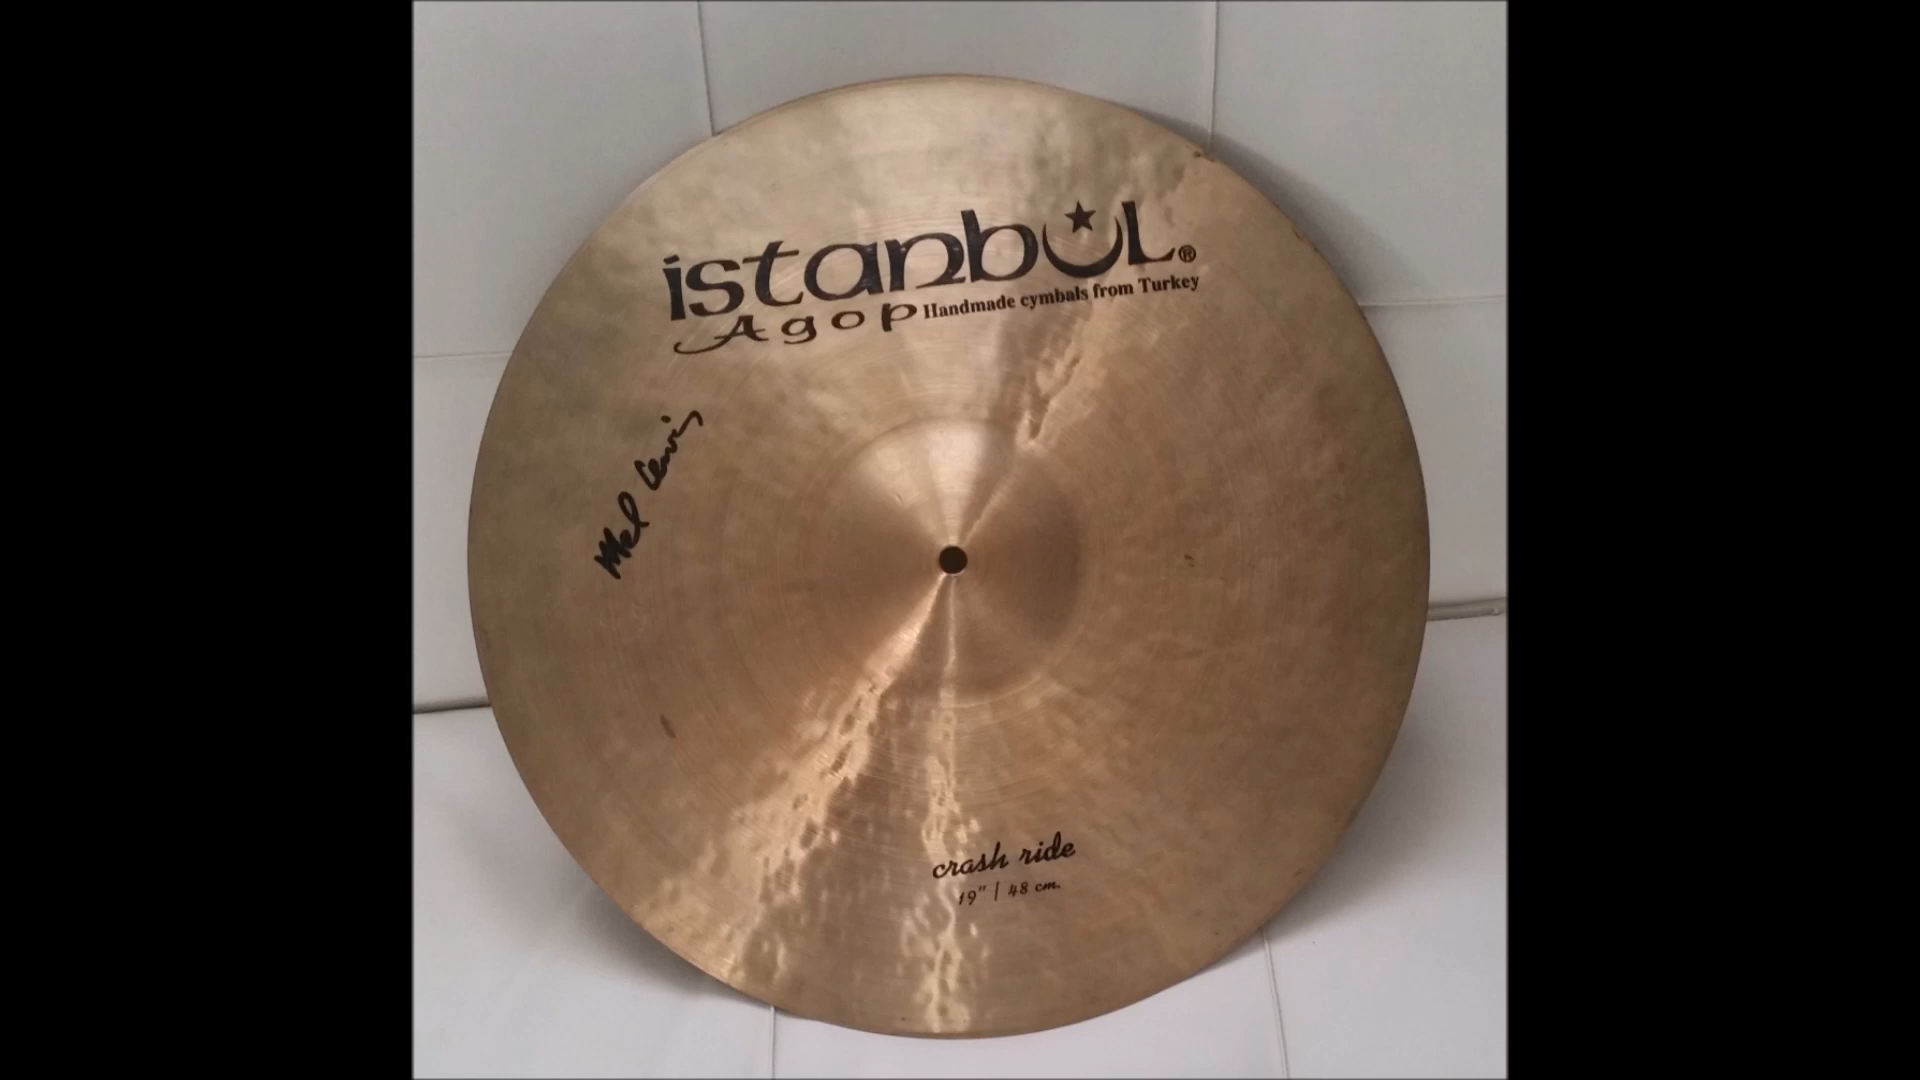 istanbul®
Agop Handmade cymbals from Turkey
Mel Lewis
crash ride
19" | 48 cm.